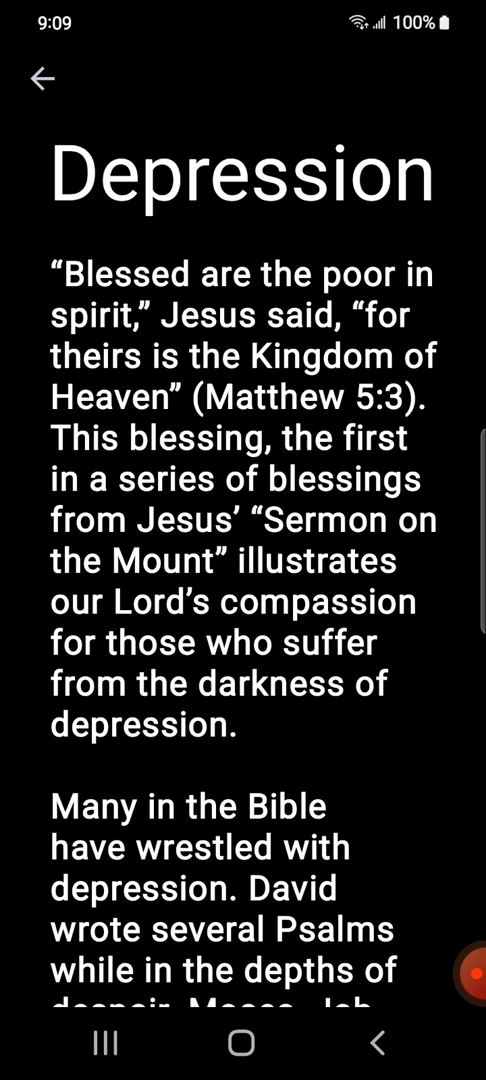 9:09
100%
Depression
“Blessed are the poor in
spirit,” Jesus said, “for
theirs is the Kingdom of
Heaven” (Matthew 5:3).
This blessing, the first
in a series of blessings
from Jesus’ “Sermon on
the Mount” illustrates
our Lord’s compassion
for those who suffer
from the darkness of
depression.
Many in the Bible
have wrestled with
depression. David
wrote several Psalms
while in the depths of
despair. Moses, Job,